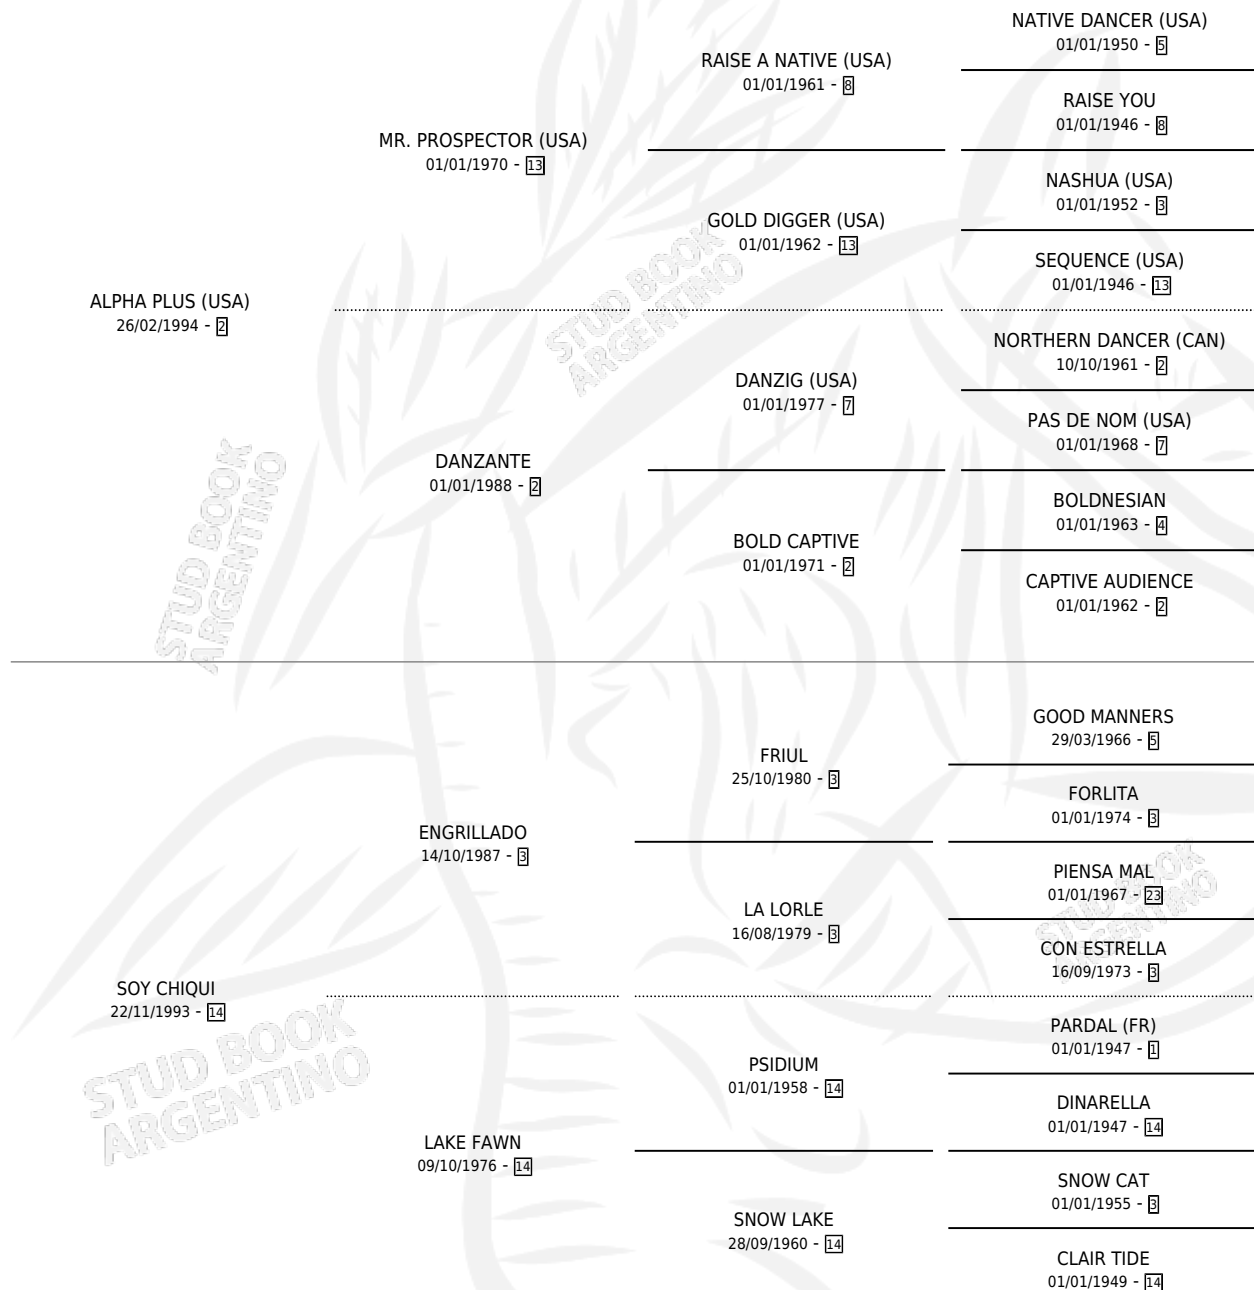 NATIVE DANCER (USA)
01/01/1950 - 5
RAISE A NATIVE (USA)
01/01/1961 - 8
RAISE YOU
01/01/1946 - 8
MR. PROSPECTOR (USA)
01/01/1970 - 13
NASHUA (USA)
01/01/1952 - 3
GOLD DIGGER (USA)
01/01/1962 - 13
SEQUENCE (USA)
01/01/1946 - 13
ALPHA PLUS (USA)
26/02/1994 - 2
NORTHERN DANCER (CAN)
10/10/1961 - 2
DANZIG (USA)
01/01/1977 - 7
PAS DE NOM (USA)
01/01/1968 - 7
DANZANTE
01/01/1988 - 2
BOLDNESIAN
01/01/1963 - 4
BOLD CAPTIVE
01/01/1971 - 2
CAPTIVE AUDIENCE
01/01/1962 - 2
GOOD MANNERS
29/03/1966 - 5
FRIUL
25/10/1980 - 3
FORLITA
01/01/1974 - 3
ENGRILLADO
14/10/1987 - 3
PIENSA MAL
01/01/1967 - 23
LA LORLE
16/08/1979 - 3
CON ESTRELLA
16/09/1973 - 3
SOY CHIQUI
22/11/1993 - 14
PARDAL (FR)
01/01/1947 - 1
PSIDIUM
01/01/1958 - 14
DINARELLA
01/01/1947 - 14
LAKE FAWN
09/10/1976 - 14
SNOW CAT
01/01/1955 - 3
SNOW LAKE
28/09/1960 - 14
CLAIR TIDE
01/01/1949 - 14
STUD BOOK
ARGENTINO
STUD BOOK
ARGENTINO
STUD BOOK
ARGENTINO
STUD BOOK
ARGENTINO